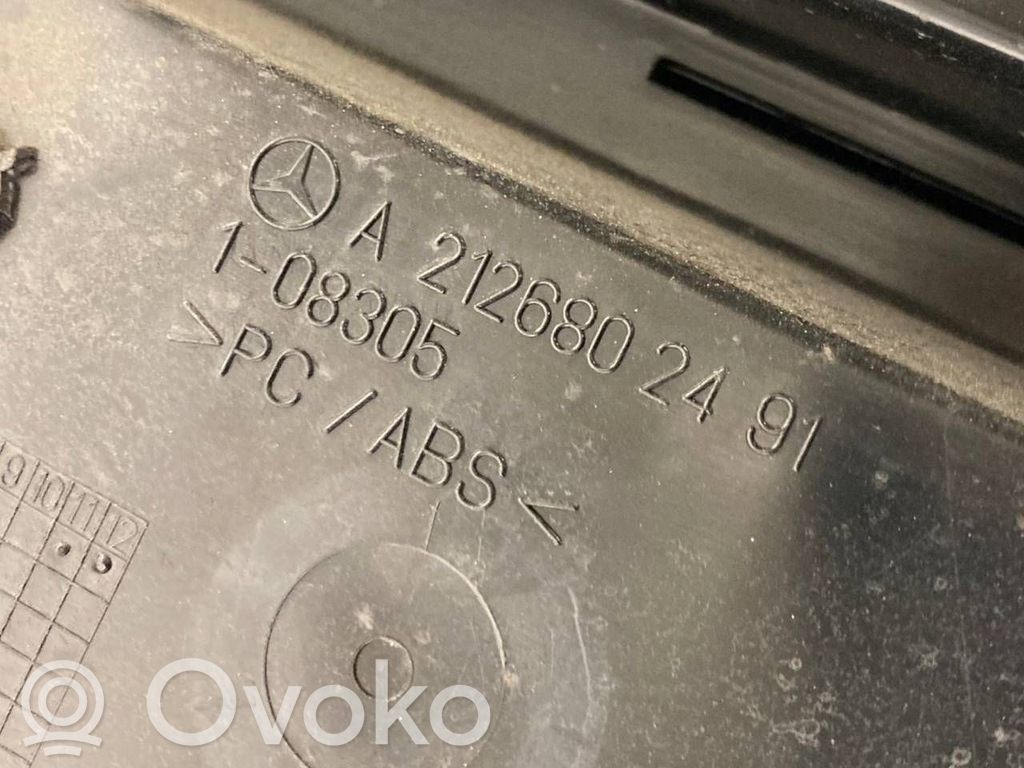 A 212680 24 91
1-08305
>PC / ABS<
9 10 11 12
Ovoko